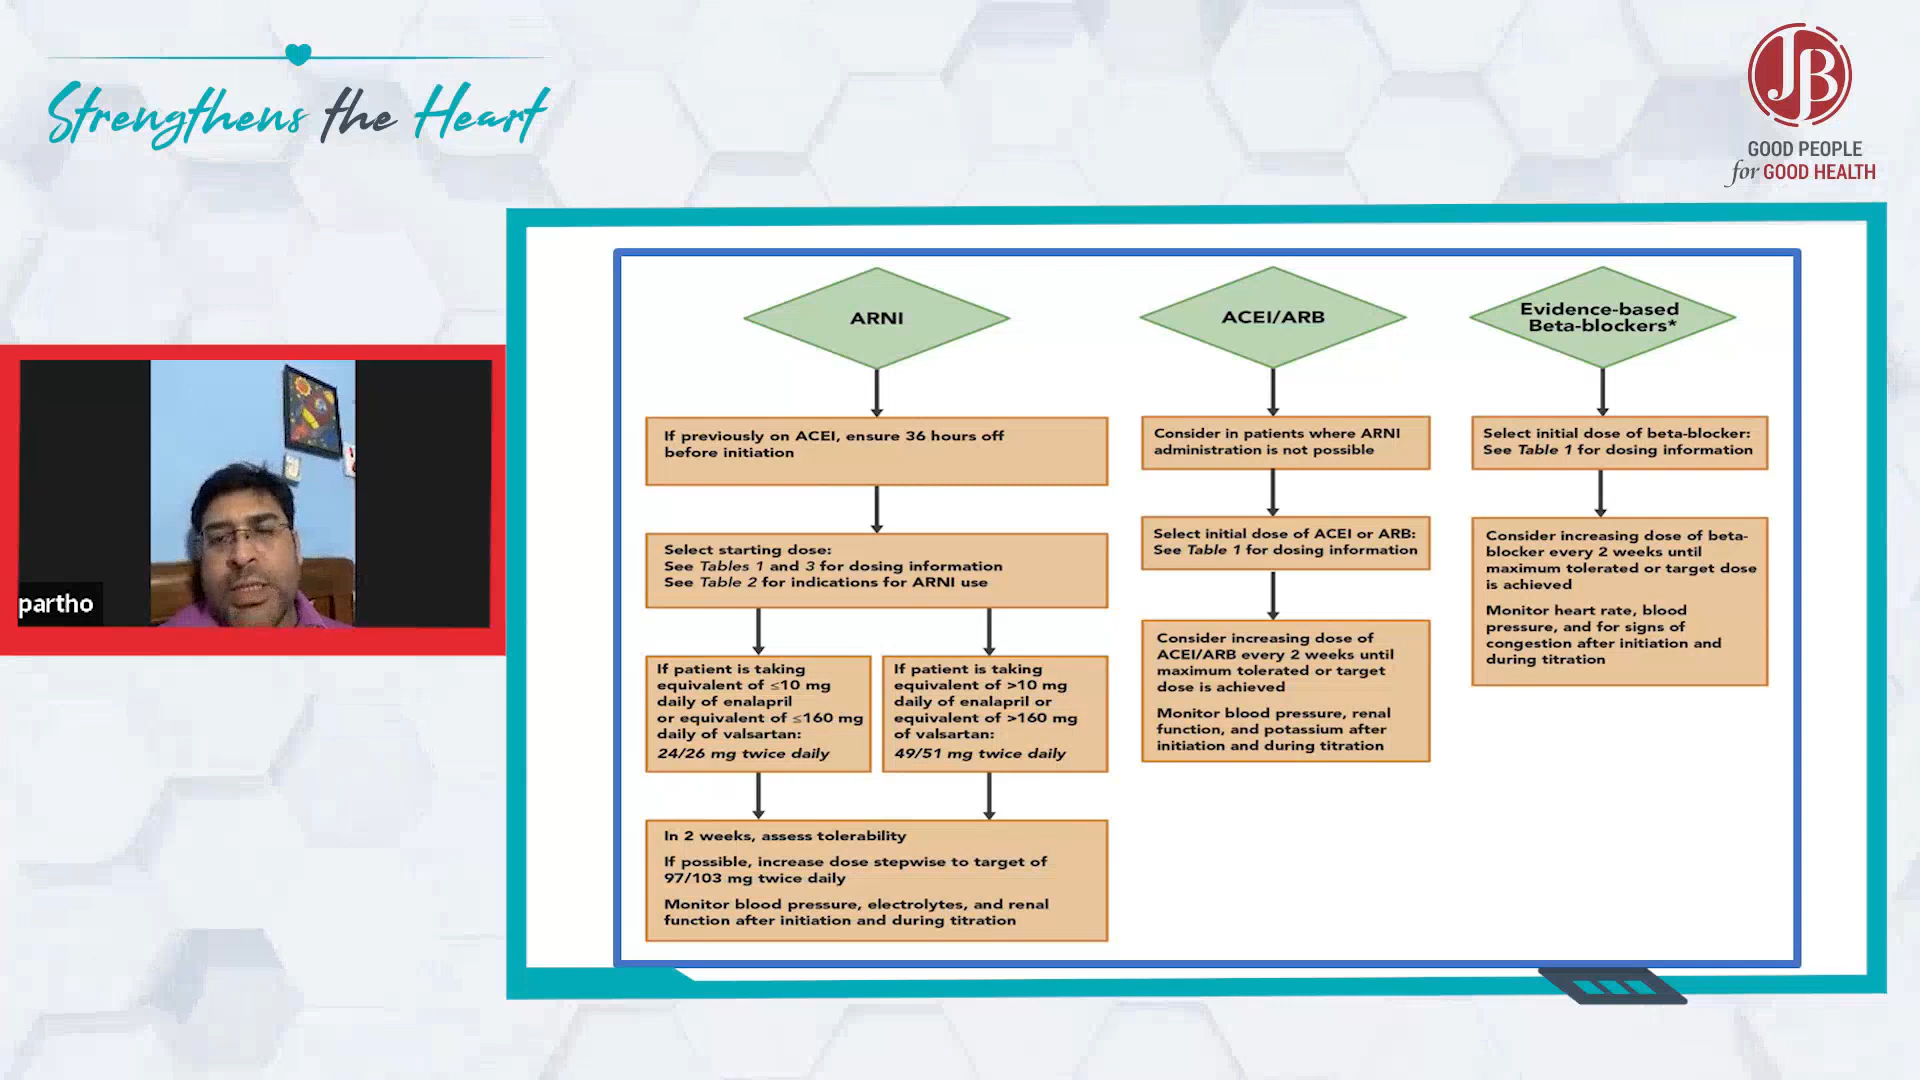 Strengthens the Heart
JB
GOOD PEOPLE
for GOOD HEALTH
partho
ARNI
If previously on ACEI, ensure 36 hours off
before initiation
Select starting dose:
See Tables 1 and 3 for dosing information
See Table 2 for indications for ARNI use
If patient is taking
equivalent of ≤10 mg
daily of enalapril
or equivalent of ≤160 mg
daily of valsartan:
24/26 mg twice daily
If patient is taking
equivalent of >10 mg
daily of enalapril or
equivalent of >160 mg
of valsartan:
49/51 mg twice daily
In 2 weeks, assess tolerability
If possible, increase dose stepwise to target of
97/103 mg twice daily
Monitor blood pressure, electrolytes, and renal
function after initiation and during titration
ACEI/ARB
Consider in patients where ARNI
administration is not possible
Select initial dose of ACEI or ARB:
See Table 1 for dosing information
Consider increasing dose of
ACEI/ARB every 2 weeks until
maximum tolerated or target
dose is achieved
Monitor blood pressure, renal
function, and potassium after
initiation and during titration
Evidence-based
Beta-blockers*
Select initial dose of beta-blocker:
See Table 1 for dosing information
Consider increasing dose of beta-
blocker every 2 weeks until
maximum tolerated or target dose
is achieved
Monitor heart rate, blood
pressure, and for signs of
congestion after initiation and
during titration